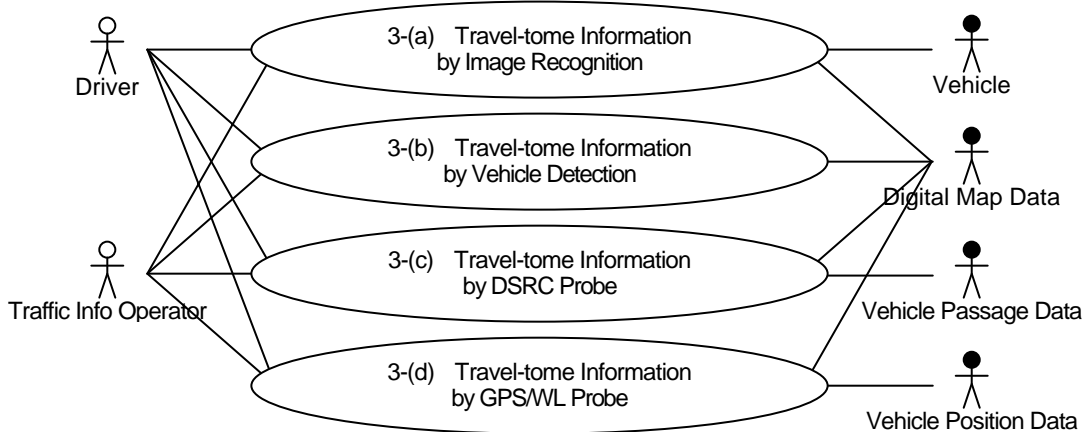 3-(a) Travel-tome Information
by Image Recognition
Driver
Vehicle
3-(b) Travel-tome Information
by Vehicle Detection
Digital Map Data
3-(c) Travel-tome Information
by DSRC Probe
Traffic Info Operator
Vehicle Passage Data
3-(d) Travel-tome Information
by GPS/WL Probe
Vehicle Position Data